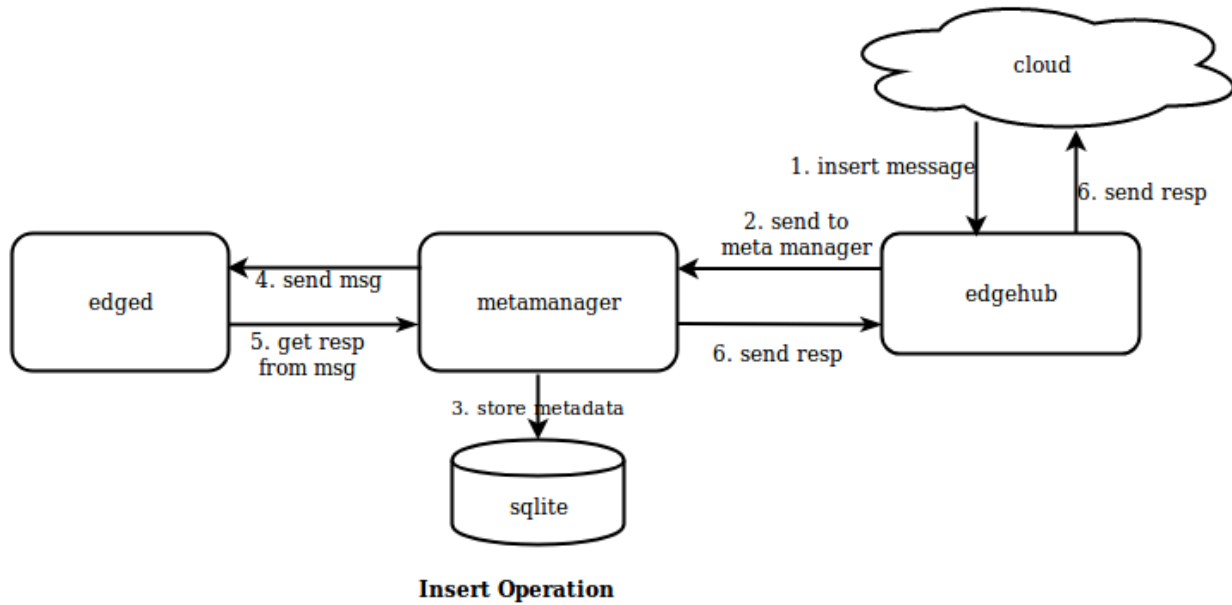 cloud
1. insert message
6. send resp
2. send to
meta manager
edged
4. send msg
metamanager
edgehub
5. get resp
from msg
6. send resp
3. store metadata
sqlite
Insert Operation